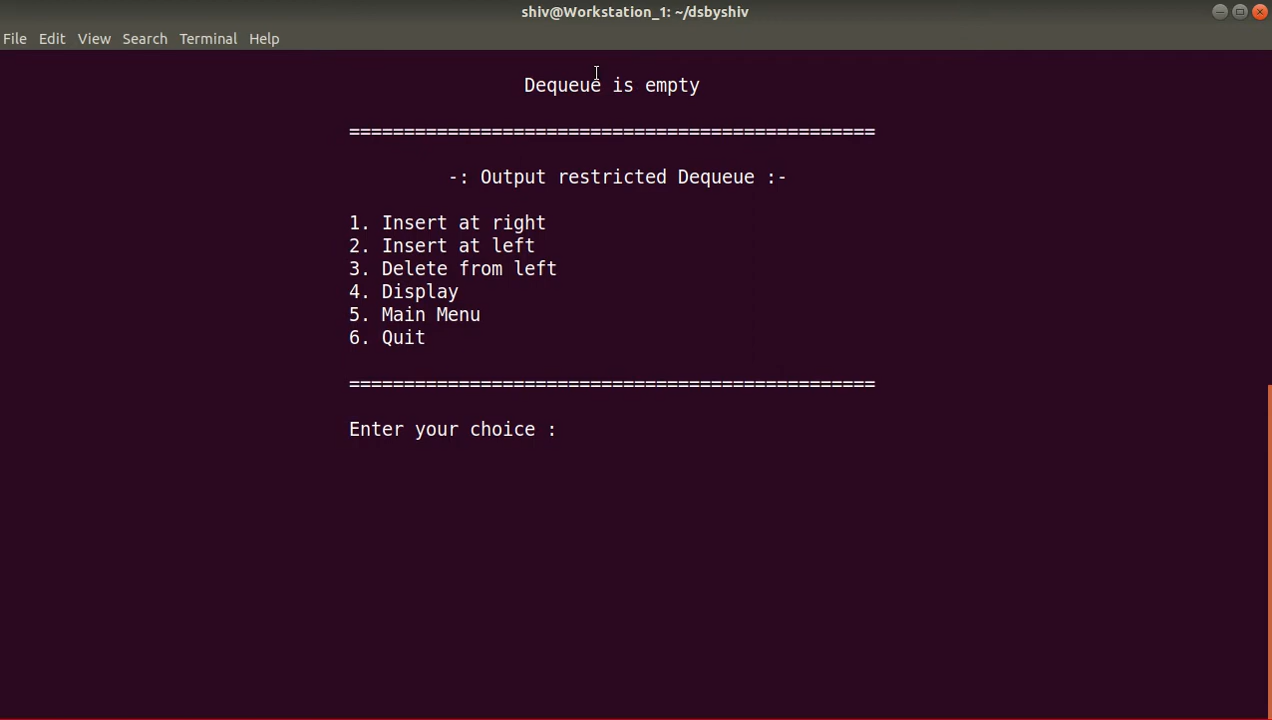 shiv@Workstation_1: ~/dsbyshiv
File Edit View Search Terminal Help
Dequeue is empty
================================================
-: Output restricted Dequeue :-
1. Insert at right
2. Insert at left
3. Delete from left
4. Display
5. Main Menu
6. Quit
================================================
Enter your choice :